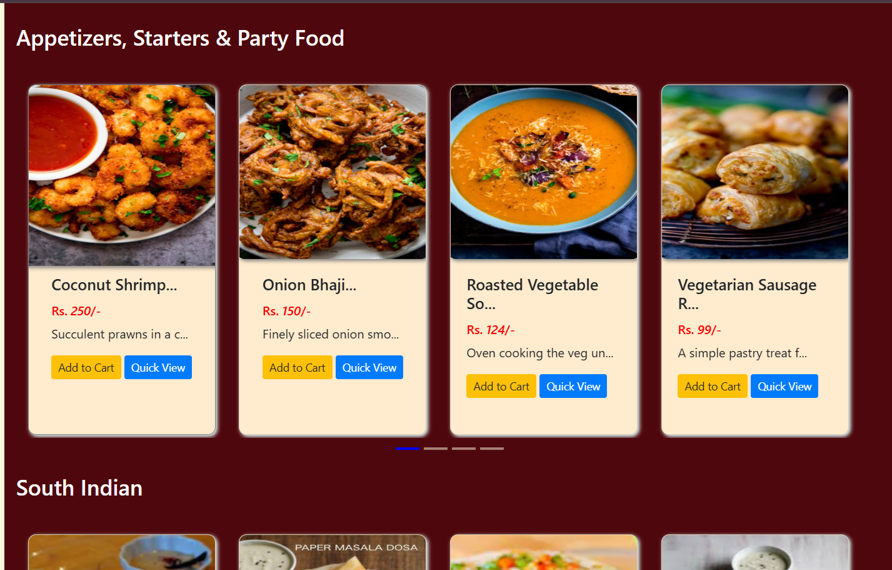 Appetizers, Starters & Party Food
Coconut Shrimp...
Rs. 250/-
Succulent prawns in a c...
Add to Cart
Quick View
Onion Bhaji...
Rs. 150/-
Finely sliced onion smo...
Add to Cart
Quick View
Roasted Vegetable
So...
Rs. 124/-
Oven cooking the veg un...
Add to Cart
Quick View
Vegetarian Sausage
R...
Rs. 99/-
A simple pastry treat f...
Add to Cart
Quick View
South Indian
PAPER MASALA DOSA